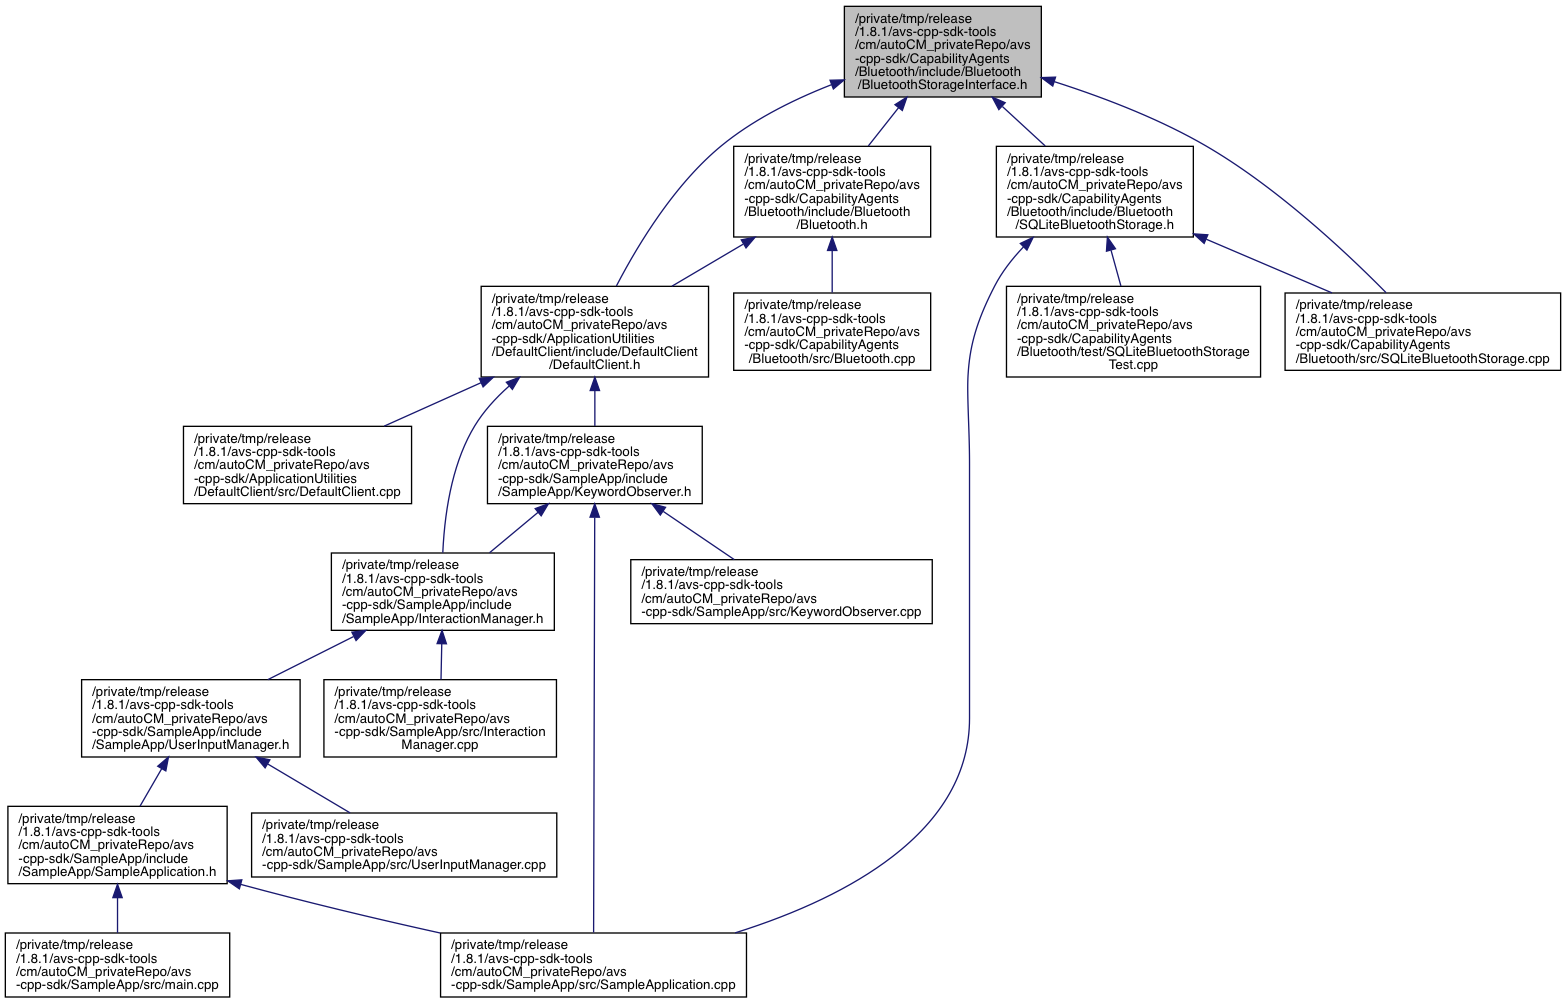 /private/tmp/release
/1.8.1/avs-cpp-sdk-tools
/cm/autoCM_privateRepo/avs
-cpp-sdk/CapabilityAgents
/Bluetooth/include/Bluetooth
/BluetoothStorageInterface.h
/private/tmp/release
/1.8.1/avs-cpp-sdk-tools
/cm/autoCM_privateRepo/avs
-cpp-sdk/CapabilityAgents
/Bluetooth/include/Bluetooth
/Bluetooth.h
/private/tmp/release
/1.8.1/avs-cpp-sdk-tools
/cm/autoCM_privateRepo/avs
-cpp-sdk/CapabilityAgents
/Bluetooth/include/Bluetooth
/SQLiteBluetoothStorage.h
/private/tmp/release
/1.8.1/avs-cpp-sdk-tools
/cm/autoCM_privateRepo/avs
-cpp-sdk/ApplicationUtilities
/DefaultClient/include/DefaultClient
/DefaultClient.h
/private/tmp/release
/1.8.1/avs-cpp-sdk-tools
/cm/autoCM_privateRepo/avs
-cpp-sdk/CapabilityAgents
/Bluetooth/src/Bluetooth.cpp
/private/tmp/release
/1.8.1/avs-cpp-sdk-tools
/cm/autoCM_privateRepo/avs
-cpp-sdk/CapabilityAgents
/Bluetooth/test/SQLiteBluetoothStorage
Test.cpp
/private/tmp/release
/1.8.1/avs-cpp-sdk-tools
/cm/autoCM_privateRepo/avs
-cpp-sdk/CapabilityAgents
/Bluetooth/src/SQLiteBluetoothStorage.cpp
/private/tmp/release
/1.8.1/avs-cpp-sdk-tools
/cm/autoCM_privateRepo/avs
-cpp-sdk/ApplicationUtilities
/DefaultClient/src/DefaultClient.cpp
/private/tmp/release
/1.8.1/avs-cpp-sdk-tools
/cm/autoCM_privateRepo/avs
-cpp-sdk/SampleApp/include
/SampleApp/KeywordObserver.h
/private/tmp/release
/1.8.1/avs-cpp-sdk-tools
/cm/autoCM_privateRepo/avs
-cpp-sdk/SampleApp/include
/SampleApp/InteractionManager.h
/private/tmp/release
/1.8.1/avs-cpp-sdk-tools
/cm/autoCM_privateRepo/avs
-cpp-sdk/SampleApp/src/KeywordObserver.cpp
/private/tmp/release
/1.8.1/avs-cpp-sdk-tools
/cm/autoCM_privateRepo/avs
-cpp-sdk/SampleApp/include
/SampleApp/UserInputManager.h
/private/tmp/release
/1.8.1/avs-cpp-sdk-tools
/cm/autoCM_privateRepo/avs
-cpp-sdk/SampleApp/src/Interaction
Manager.cpp
/private/tmp/release
/1.8.1/avs-cpp-sdk-tools
/cm/autoCM_privateRepo/avs
-cpp-sdk/SampleApp/include
/SampleApp/SampleApplication.h
/private/tmp/release
/1.8.1/avs-cpp-sdk-tools
/cm/autoCM_privateRepo/avs
-cpp-sdk/SampleApp/src/UserInputManager.cpp
/private/tmp/release
/1.8.1/avs-cpp-sdk-tools
/cm/autoCM_privateRepo/avs
-cpp-sdk/SampleApp/src/main.cpp
/private/tmp/release
/1.8.1/avs-cpp-sdk-tools
/cm/autoCM_privateRepo/avs
-cpp-sdk/SampleApp/src/SampleApplication.cpp